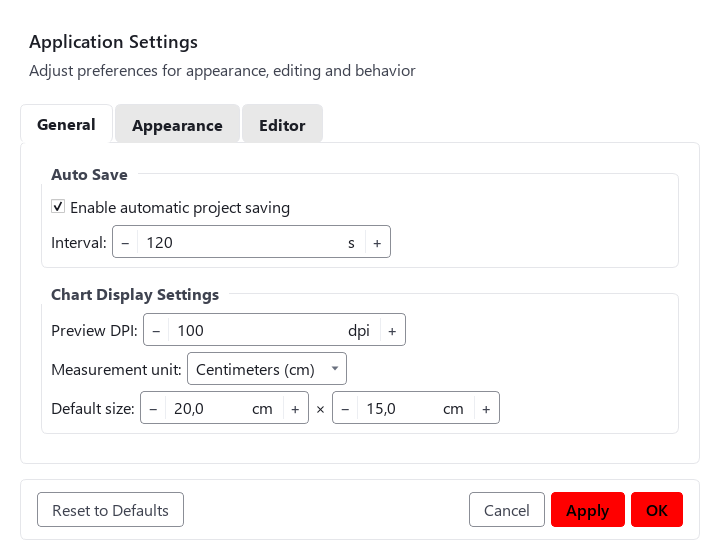 Application Settings
Adjust preferences for appearance, editing and behavior
General Appearance Editor
Auto Save
Enable automatic project saving
Interval: – 120 s +
Chart Display Settings
Preview DPI: – 100 dpi +
Measurement unit: Centimeters (cm)
Default size: – 20,0 cm + × – 15,0 cm +
Reset to Defaults Cancel Apply OK